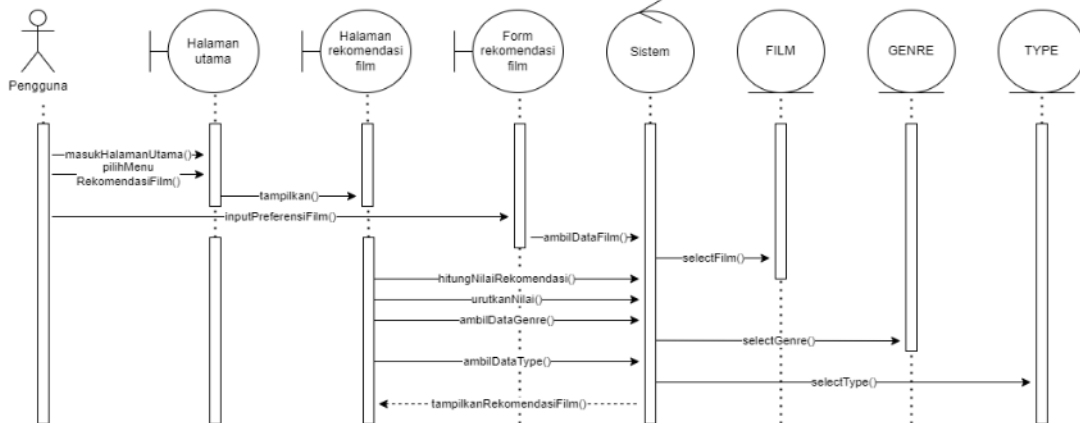 Pengguna
Halaman
utama
Halaman
rekomendasi
film
Form
rekomendasi
film
Sistem
FILM
GENRE
TYPE
masukHalamanUtama()
pilihMenu
RekomendasiFilm()
tampilkan()
inputPreferensiFilm()
ambilDataFilm()
selectFilm()
hitungNilaiRekomendasi()
urutkanNilai()
ambilDataGenre()
selectGenre()
ambilDataType()
selectType()
tampilkanRekomendasiFilm()